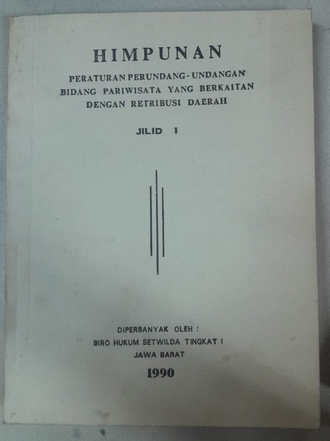 HIMPUNAN
PERATURAN PERUNDANG-UNDANGAN
BIDANG PARIWISATA YANG BERKAITAN
DENGAN RETRIBUSI DAERAH
JILID 1
DIPERBANYAK OLEH :
BIRO HUKUM SETWILDA TINGKAT I
JAWA BARAT
1990